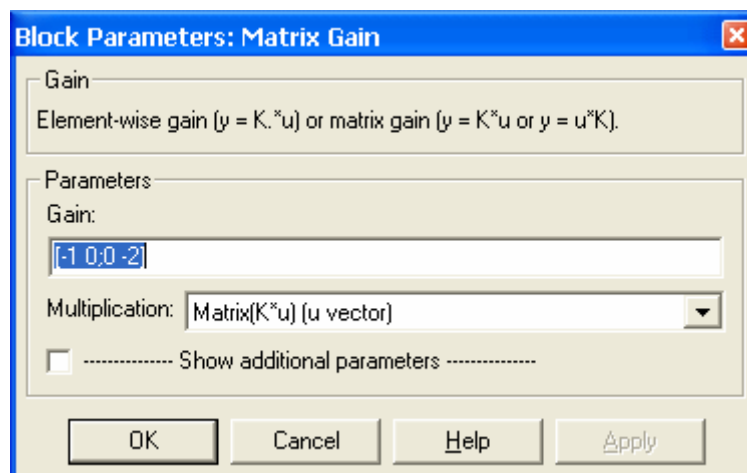 Block Parameters: Matrix Gain
Gain
Element-wise gain (y = K.*u) or matrix gain (y = K*u or y = u*K).
Parameters
Gain:
[-1 0;0 -2]
Multiplication: Matrix(K*u) (u vector)
-------------- Show additional parameters --------------
OK Cancel Help Apply